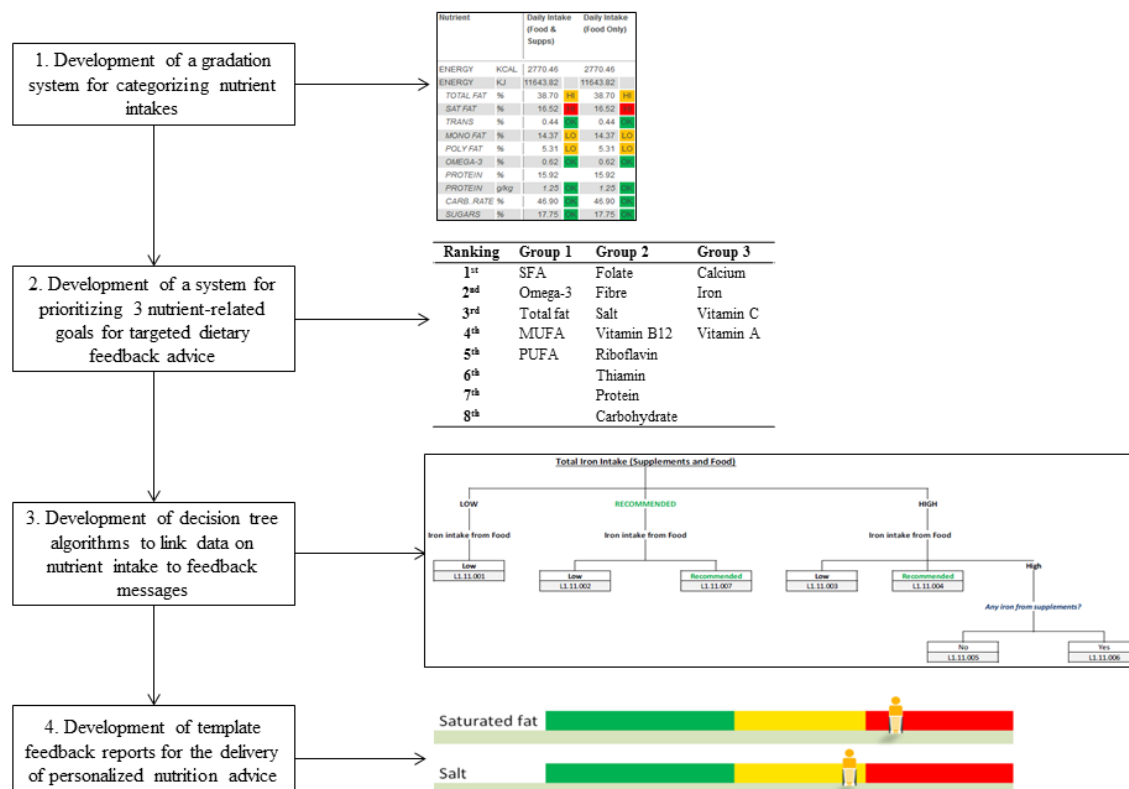 1. Development of a gradation
system for categorizing nutrient
intakes
Nutrient Daily Intake Daily Intake
(Food & (Food Only)
Supps)
ENERGY KCAL 2770.46 2770.46
ENERGY KJ 11643.82 11643.82
TOTAL FAT % 38.70 HI 38.70 HI
SAT FAT % 16.52 16.52
TRANS % 0.44 OK 0.44 OK
MONO FAT % 14.37 LO 14.37 LO
POLY FAT % 5.31 LO 5.31 LO
OMEGA-3 % 0.62 OK 0.62 OK
PROTEIN % 15.92 15.92
PROTEIN g/kg 1.25 OK 1.25 OK
CARB..RATE % 46.90 OK 46.90 OK
SUGARS % 17.75 OK 17.75 OK
2. Development of a system for
prioritizing 3 nutrient-related
goals for targeted dietary
feedback advice
Ranking Group 1 Group 2 Group 3
1st SFA Folate Calcium
2nd Omega-3 Fibre Iron
3rd Total fat Salt Vitamin C
4th MUFA Vitamin B12 Vitamin A
5th PUFA Riboflavin
6th Thiamin
7th Protein
8th Carbohydrate
3. Development of decision tree
algorithms to link data on
nutrient intake to feedback
messages
Total Iron Intake (Supplements and Food)
LOW RECOMMENDED HIGH
Iron intake from Food Iron intake from Food Iron intake from Food
Low Low Recommended Low Recommended High
L1.11.001 L1.11.002 L1.11.007 L1.11.003 L1.11.004
Any iron from supplements?
No Yes
L1.11.005 L1.11.006
4. Development of template
feedback reports for the delivery
of personalized nutrition advice
Saturated fat
Salt